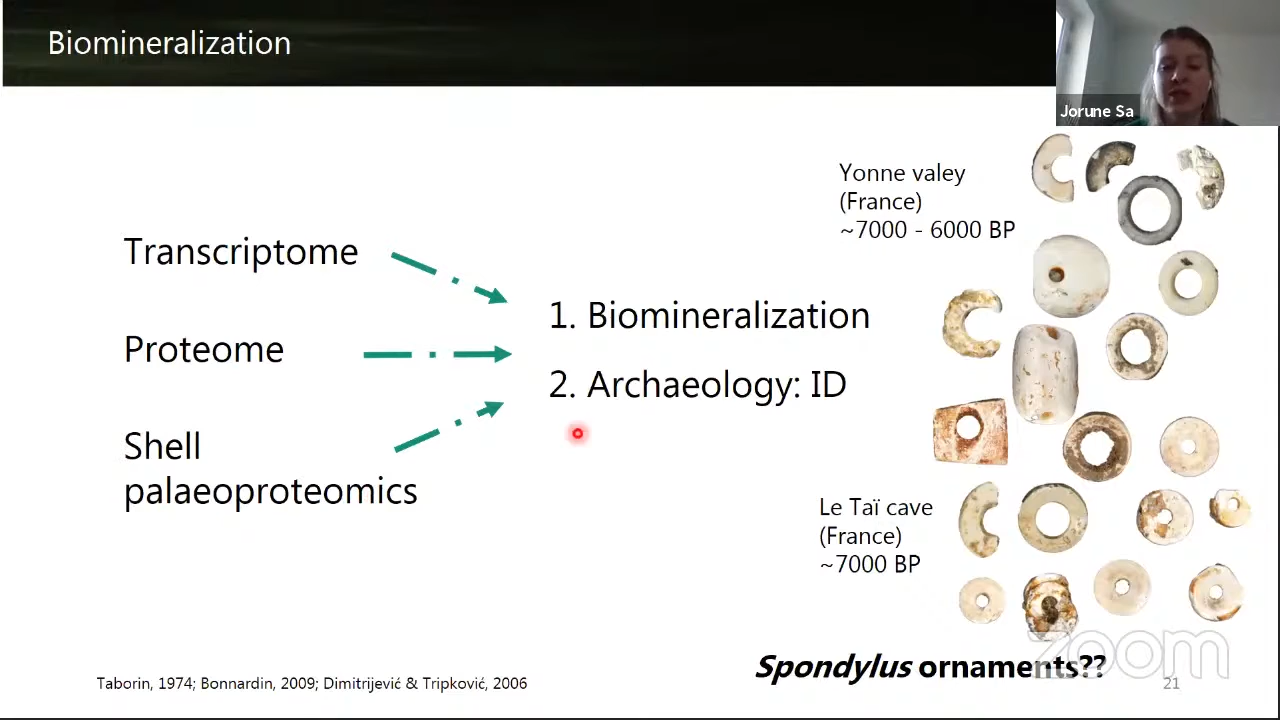 Biomineralization
Jorune Sa
Yonne valey
(France)
~7000 - 6000 BP
Transcriptome
Proteome
Shell
palaeoproteomics
1. Biomineralization
2. Archaeology: ID
Le Taï cave
(France)
~7000 BP
Spondylus ornaments??
Taborin, 1974; Bonnardin, 2009; Dimitrijević & Tripković, 2006
zoom
21